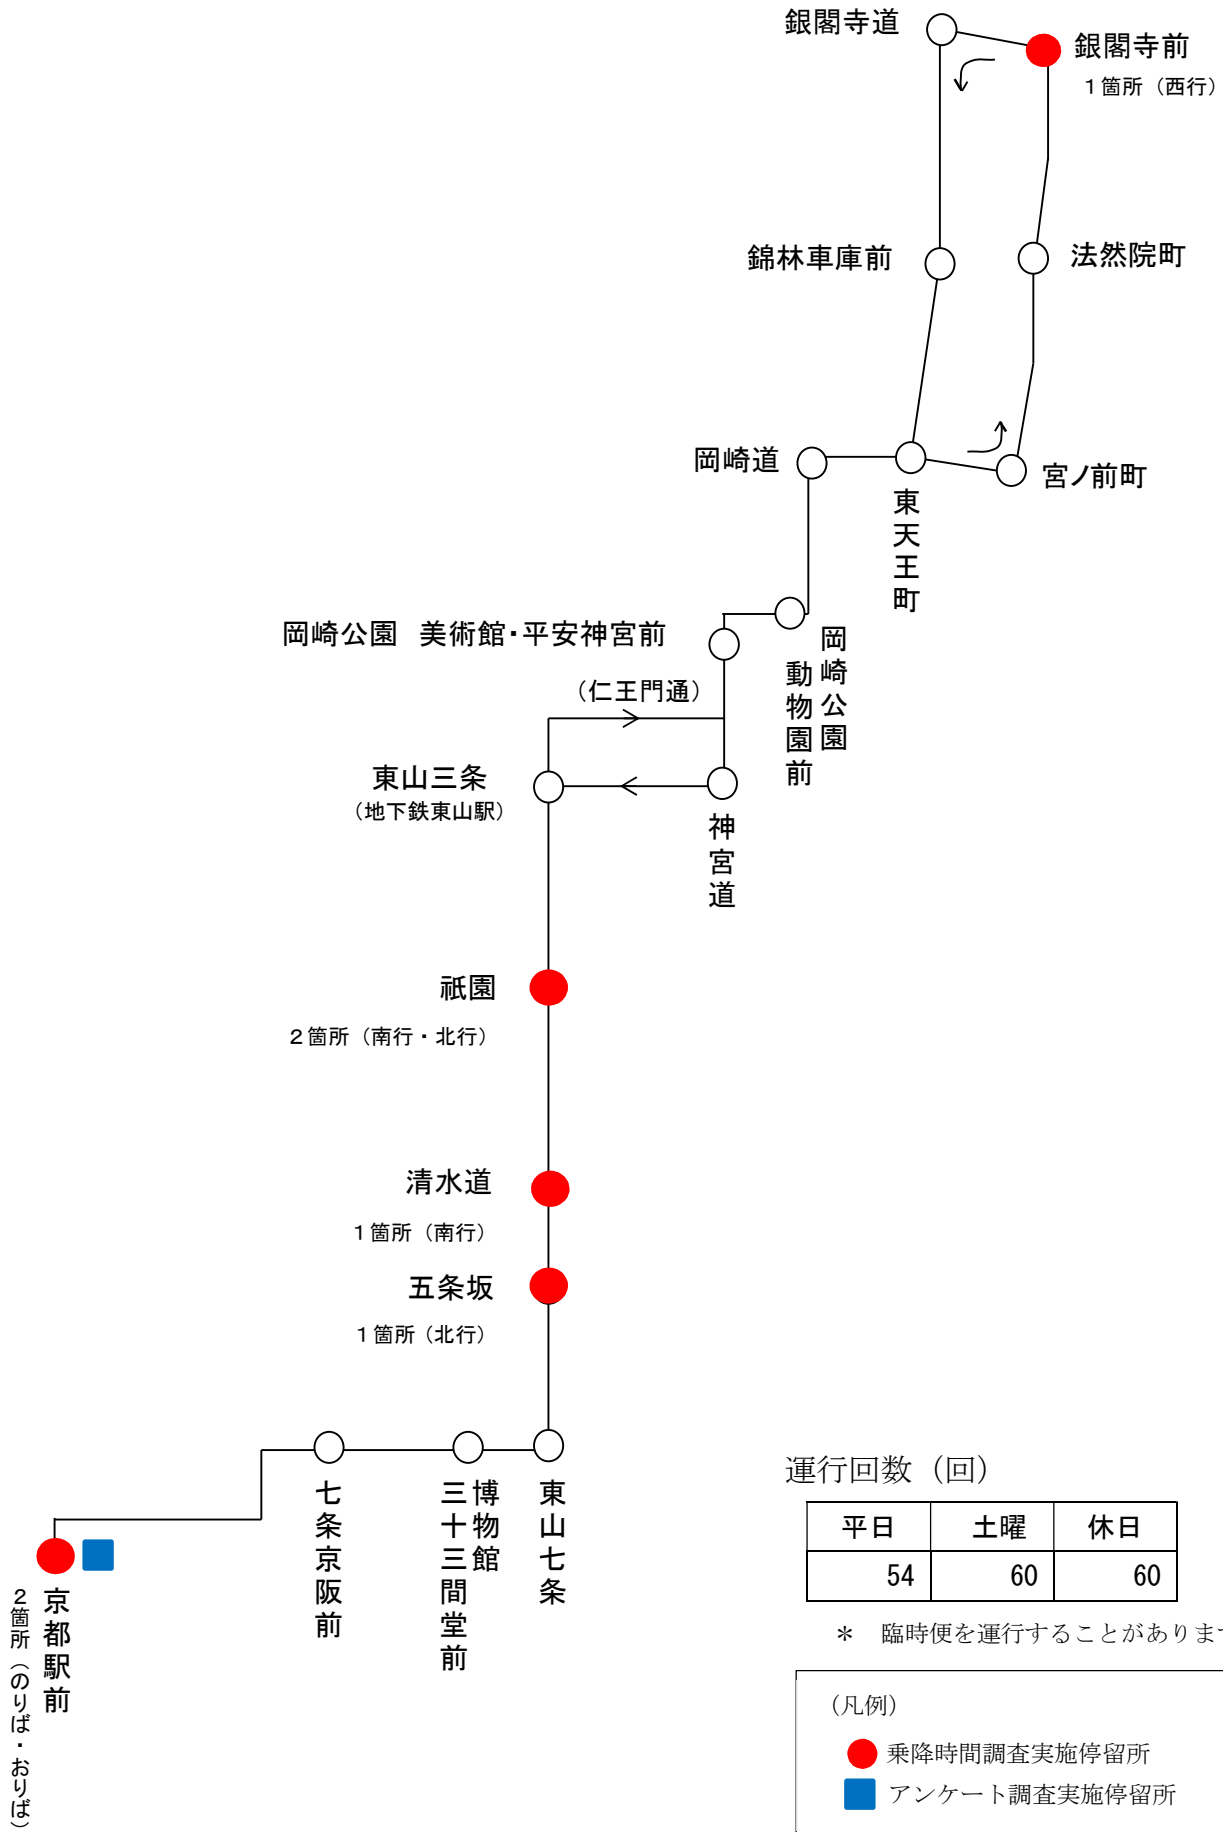 銀閣寺道
銀閣寺前
1箇所（西行）
錦林車庫前
法然院町
岡崎道
宮ノ前町
東天王町
岡崎公園　美術館・平安神宮前
岡崎公園
動物園前
（仁王門通）
東山三条
（地下鉄東山駅）
神宮道
祇園
2箇所（南行・北行）
清水道
1箇所（南行）
五条坂
1箇所（北行）
東山七条
博物館
三十三間堂前
七条京阪前
京都駅前
2箇所（のりば・おりば）
運行回数（回）
平日 土曜 休日
54 60 60
＊　臨時便を運行することがありま
（凡例）
乗降時間調査実施停留所
アンケート調査実施停留所